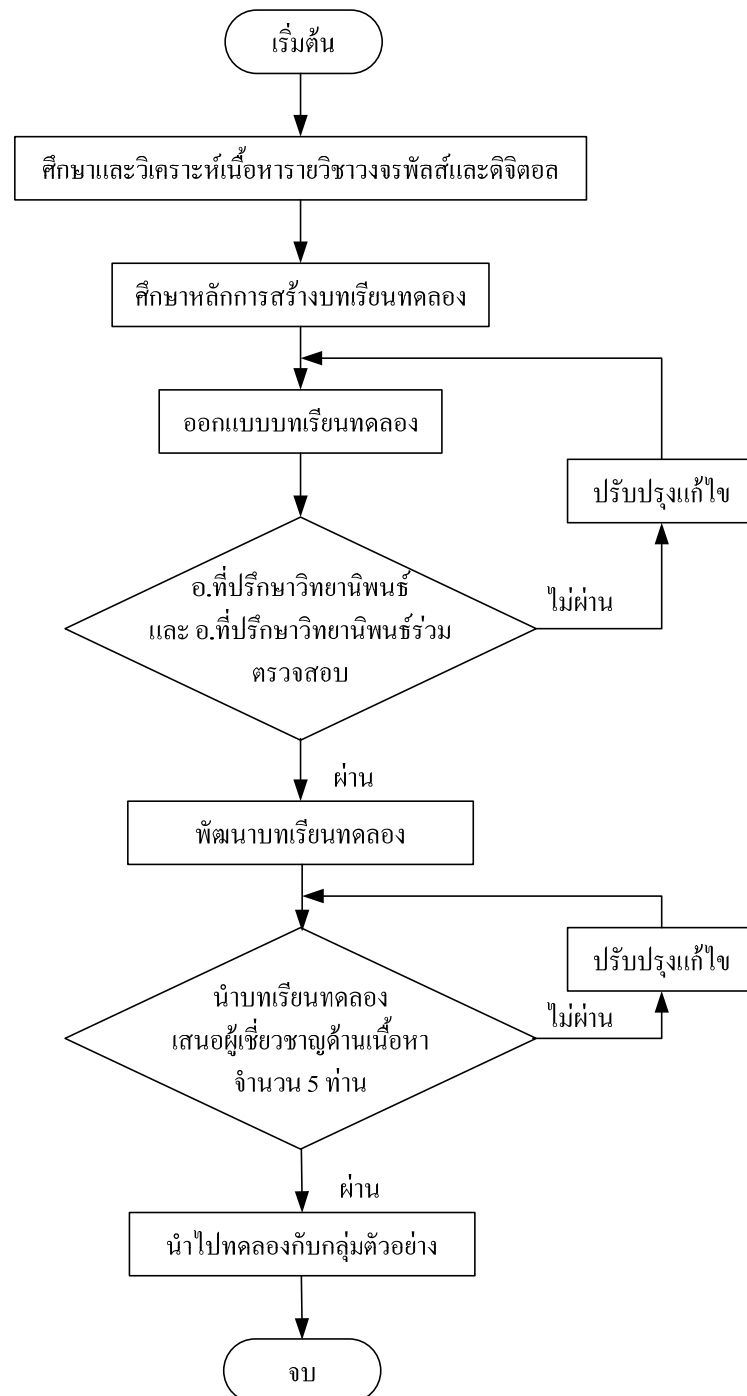 เริ่มต้น
ศึกษาและวิเคราะห์เนื้อหารายวิชาวงจรพัลส์และดิจิตอล
ศึกษาหลักการสร้างบทเรียนทดลอง
ออกแบบบทเรียนทดลอง
ปรับปรุงแก้ไข
อ.ที่ปรึกษาวิทยานิพนธ์
และ อ.ที่ปรึกษาวิทยานิพนธ์ร่วม
ตรวจสอบ
ไม่ผ่าน
ผ่าน
พัฒนาบทเรียนทดลอง
ปรับปรุงแก้ไข
นำบทเรียนทดลอง
เสนอผู้เชี่ยวชาญด้านเนื้อหา
จำนวน 5 ท่าน
ไม่ผ่าน
ผ่าน
นำไปทดลองกับกลุ่มตัวอย่าง
จบ